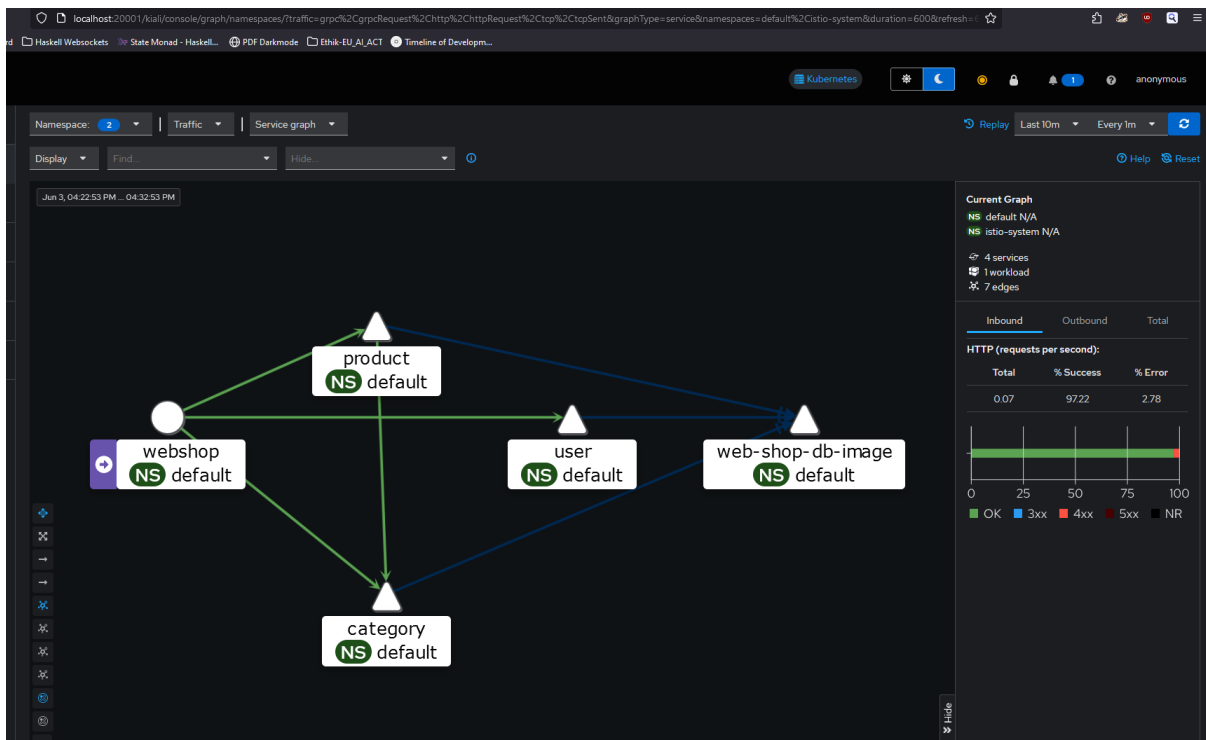 localhost:20001/kiali/console/graph/namespaces/?traffic=grpc%2CgrpcRequest%2Chttp%2ChttpRequest%2Ctcp%2CtcpSent&graphType=service&namespaces=default%2Cistio-system&duration=600&refresh=
rd Haskell Websockets State Monad - Haskell... PDF Darkmode Ethik-EU_AI_ACT Timeline of Developm...
Kubernetes 1 anonymous
Namespace: 2 Traffic Service graph Replay Last 10m Every 1m
Display Find... Hide... Help Reset
Jun 3, 04:22:53 PM ... 04:32:53 PM
product
NS default
webshop
NS default
user
NS default
web-shop-db-image
NS default
category
NS default
Hide
Current Graph
NS default N/A
NS istio-system N/A
4 services
1 workload
7 edges
Inbound Outbound Total
HTTP (requests per second):
Total % Success % Error
0.07 97.22 2.78
0 25 50 75 100
OK 3xx 4xx 5xx NR